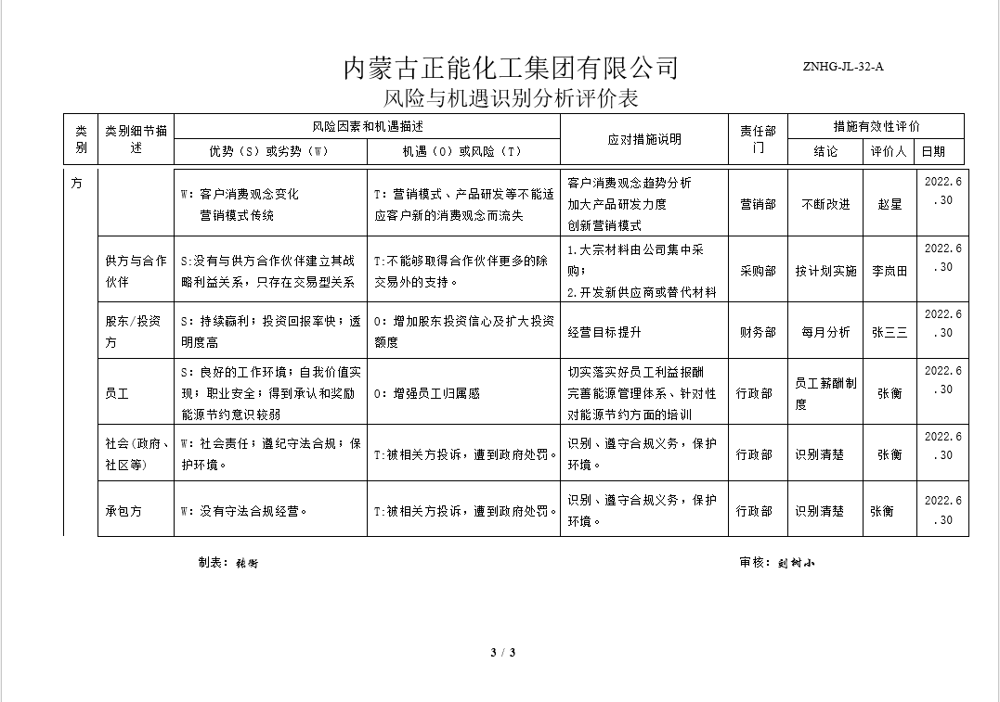 内蒙古正能化工集团有限公司
ZNHG-JL-32-A
风险与机遇识别分析评价表
类别
类别细节描述
风险因素和机遇描述
应对措施说明
责任部门
措施有效性评价
优势（S）或劣势（W）
机遇（O）或风险（T）
结论
评价人
日期
方
W：客户消费观念变化
营销模式传统
T：营销模式、产品研发等不能适
应客户新的消费观念而流失
客户消费观念趋势分析
加大产品研发力度
创新营销模式
营销部
不断改进
赵星
2022.6
.30
供方与合作
伙伴
S:没有与供方合作伙伴建立其战
略利益关系，只存在交易型关系
T:不能够取得合作伙伴更多的除
交易外的支持。
1.大宗材料由公司集中采
购；
2.开发新供应商或替代材料
采购部
按计划实施
李岚田
2022.6
.30
股东/投资
方
S：持续赢利；投资回报率快；透
明度高
O：增加股东投资信心及扩大投资
额度
经营目标提升
财务部
每月分析
张三三
2022.6
.30
员工
S：良好的工作环境；自我价值实
现；职业安全；得到承认和奖励
能源节约意识较弱
O：增强员工归属感
切实落实好员工利益报酬
完善能源管理体系、针对性
对能源节约方面的培训
行政部
员工薪酬制
度
张衡
2022.6
.30
社会(政府、
社区等)
W：社会责任；遵纪守法合规；保
护环境。
T:被相关方投诉，遭到政府处罚。
识别、遵守合规义务，保护
环境。
行政部
识别清楚
张衡
2022.6
.30
承包方
W：没有守法合规经营。
T:被相关方投诉，遭到政府处罚。
识别、遵守合规义务，保护
环境。
行政部
识别清楚
张衡
2022.6
.30
制表：张衡
审核：刘树小
3 / 3